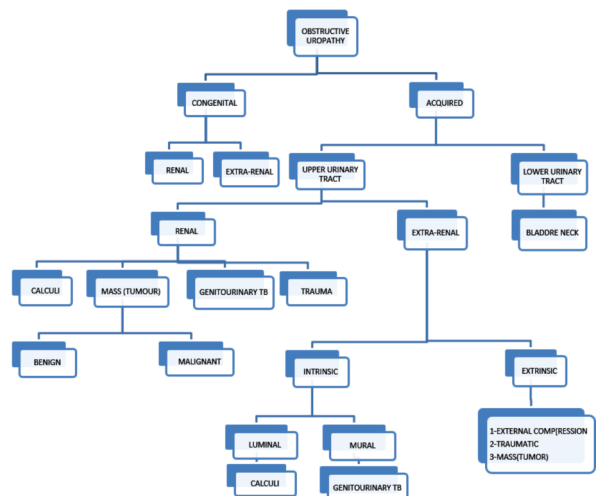 OBSTRUCTIVE
UROPATHY
CONGENITAL
ACQUIRED
RENAL
EXTRA-RENAL
UPPER URINARY
TRACT
LOWER URINARY
TRACT
RENAL
EXTRA-RENAL
BLADDRE NECK
CALCULI
MASS (TUMOUR)
GENITOURINARY TB
TRAUMA
BENIGN
MALIGNANT
INTRINSIC
EXTRINSIC
LUMINAL
MURAL
1-EXTERNAL COMP(RESSION
2-TRAUMATIC
3-MASS(TUMOR)
CALCULI
GENITOURINARY TB